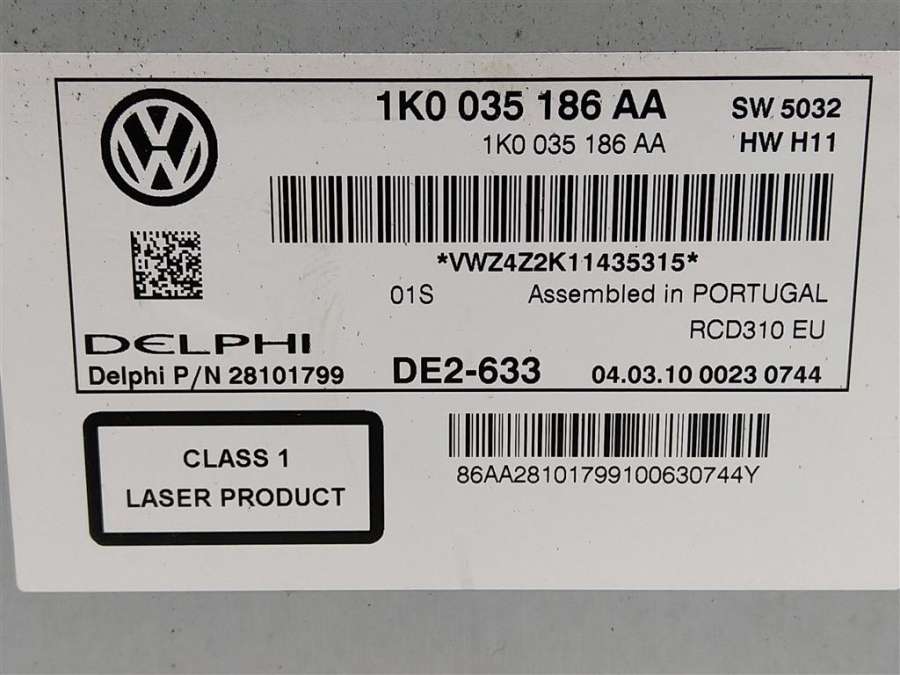 1K0 035 186 AA SW 5032
1K0 035 186 AA HW H11
*VWZ4Z2K11435315*
01S Assembled in PORTUGAL
RCD310 EU
DELPHI
Delphi P/N 28101799 DE2-633 04.03.10 0023 0744
CLASS 1
LASER PRODUCT
86AA28101799100630744Y